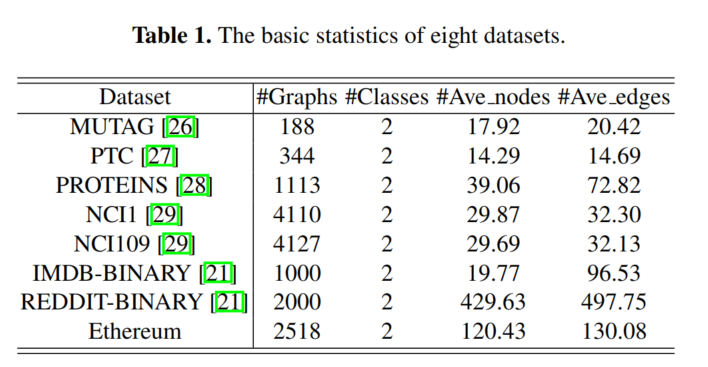 Table 1. The basic statistics of eight datasets.
Dataset #Graphs #Classes #Ave_nodes #Ave_edges
MUTAG [26] 188 2 17.92 20.42
PTC [27] 344 2 14.29 14.69
PROTEINS [28] 1113 2 39.06 72.82
NCI1 [29] 4110 2 29.87 32.30
NCI109 [29] 4127 2 29.69 32.13
IMDB-BINARY [21] 1000 2 19.77 96.53
REDDIT-BINARY [21] 2000 2 429.63 497.75
Ethereum 2518 2 120.43 130.08